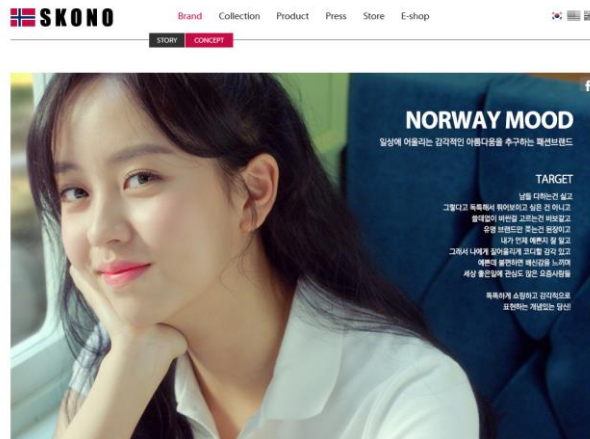 SKONO
Brand Collection Product Press Store E-shop
STORY CONCEPT
f
NORWAY MOOD
일상에 어울리는 감각적인 아름다움을 추구하는 패션브랜드
TARGET
남들 다하는건 싫고
그렇다고 독특해서 튀어보이고 싶은 건 아니고
쓸데없이 비싼걸 고르는건 바보같고
유명 브랜드만 쫓는건 된장이고
내가 언제 예쁜지 잘 알고
그래서 나에게 잘어울리게 코디할 감각 있고
예쁜데 불편하면 배신감을 느끼며
세상 좋은일에 관심도 많은 요즘사람들
똑똑하게 쇼핑하고 감각적으로
표현하는 개념있는 당신!